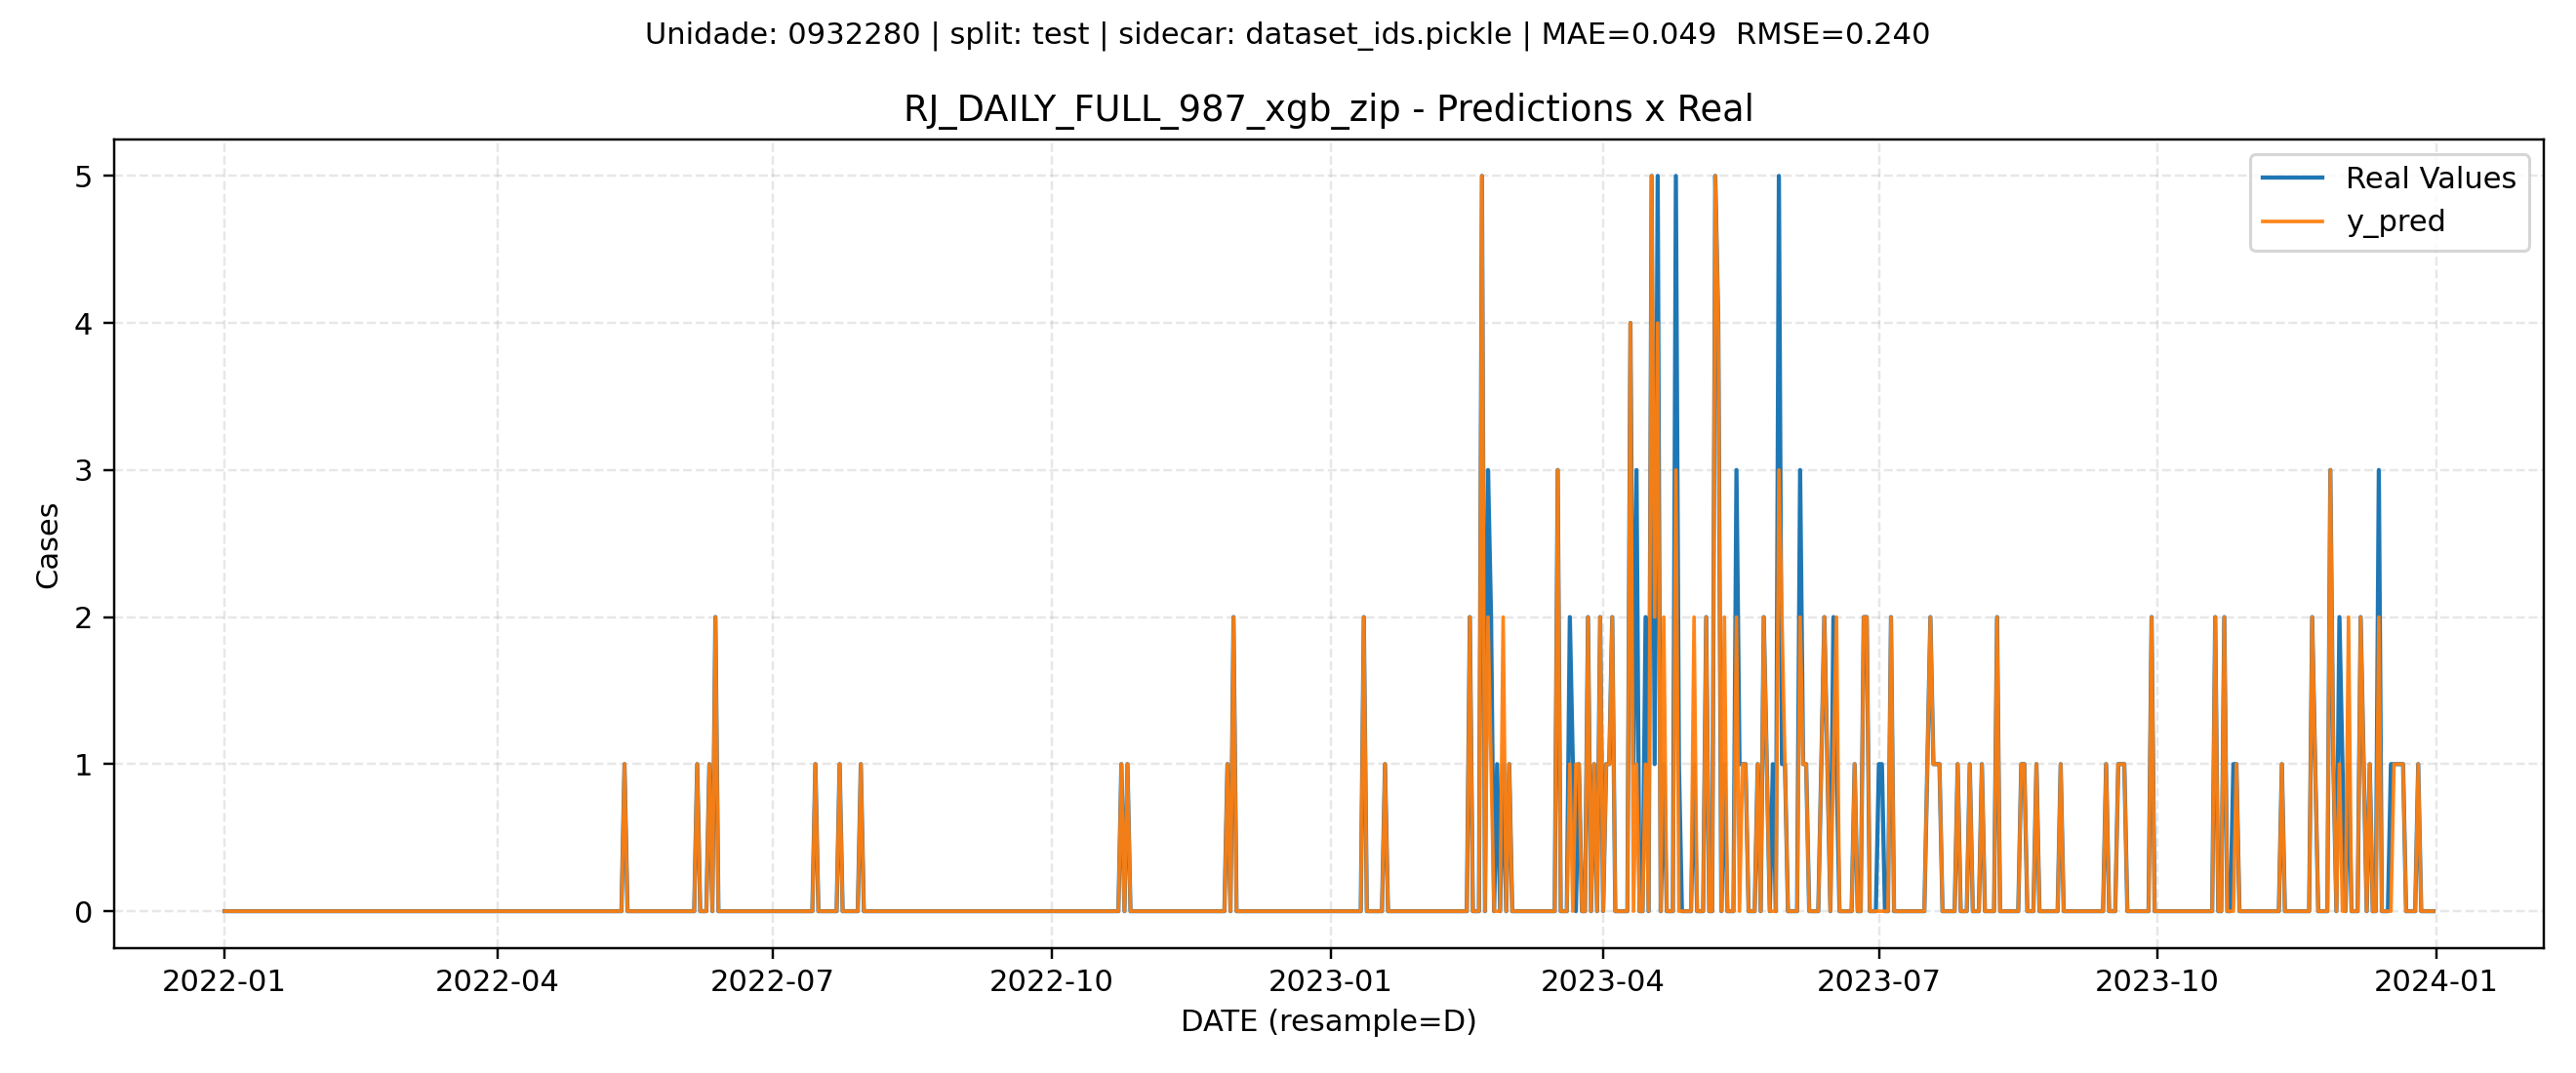 Unidade: 0932280 | split: test | sidecar: dataset_ids.pickle | MAE=0.049  RMSE=0.240
RJ_DAILY_FULL_987_xgb_zip - Predictions x Real
Real Values
y_pred
5
4
3
2
1
0
Cases
2022-01
2022-04
2022-07
2022-10
2023-01
2023-04
2023-07
2023-10
2024-01
DATE (resample=D)